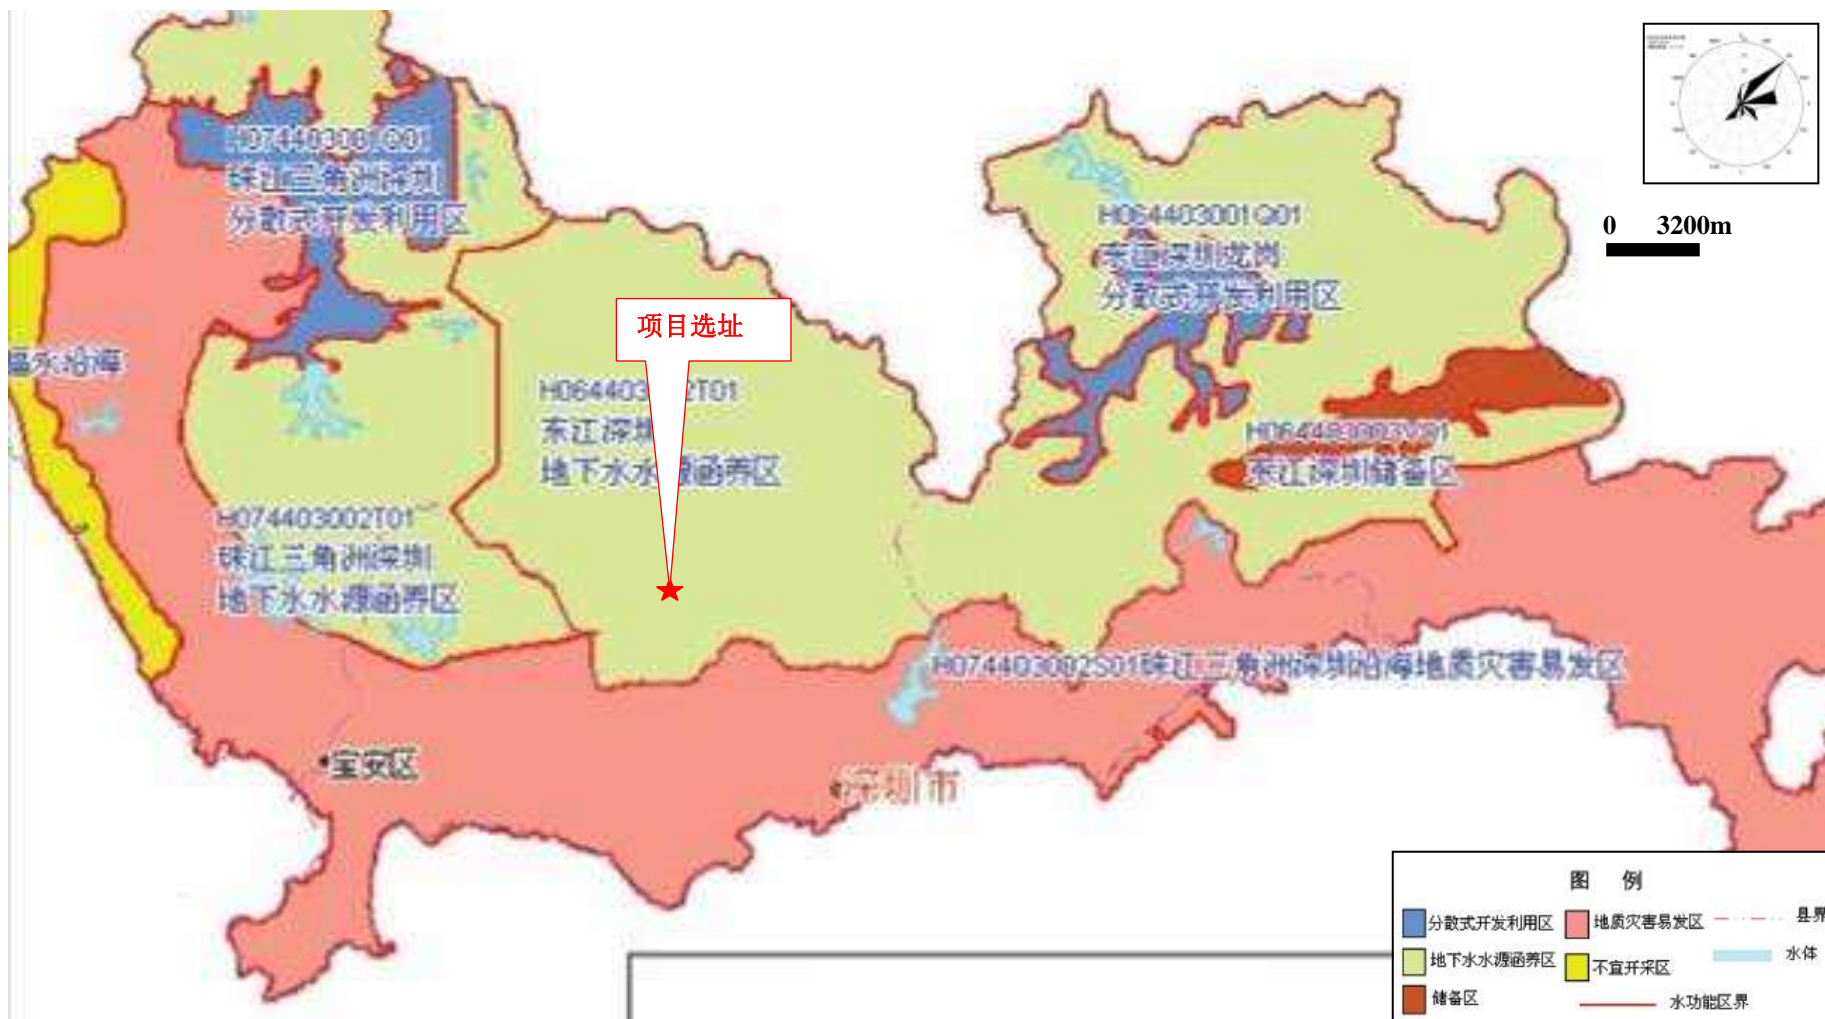 0 3200m
H074403001Q01
珠江三角洲深圳
分散式开发利用区
H064403001Q01
东江深圳龙岗
分散式开发利用区
项目选址
东江深圳
地下水水源涵养区
东江深圳储备区
H074403002T01
珠江三角洲深圳
地下水水源涵养区
H074403002S01珠江三角洲深圳沿海地质灾害易发区
宝安区
深圳市
图 例
分散式开发利用区
地质灾害易发区
县界
地下水水源涵养区
不宜开采区
水体
储备区
水功能区界